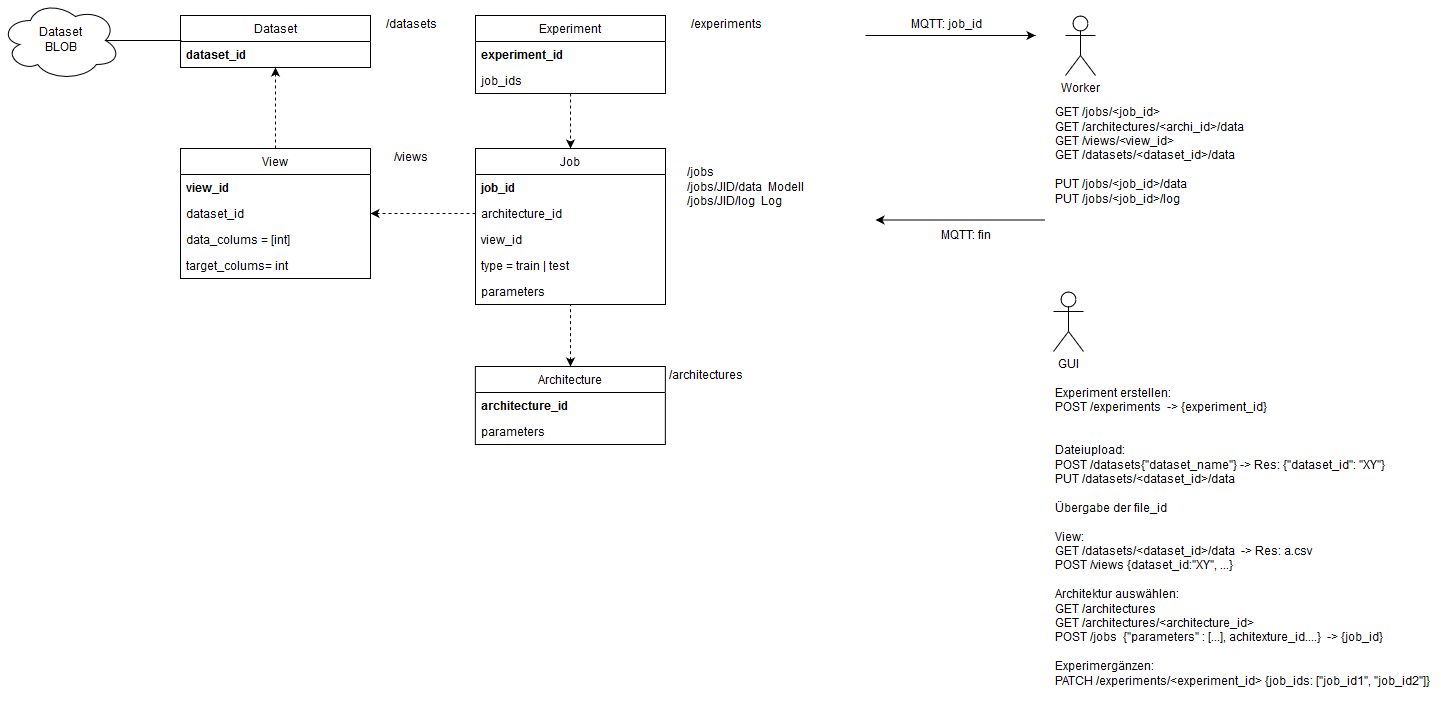 Dataset
BLOB
Dataset
dataset_id
/datasets
Experiment
experiment_id
job_ids
/experiments
View
view_id
dataset_id
data_colums = [int]
target_colums= int
/views
Job
job_id
architecture_id
view_id
type = train | test
parameters
/jobs
/jobs/JID/data  Modell
/jobs/JID/log  Log
Architecture
architecture_id
parameters
/architectures
MQTT: job_id
Worker
GET /jobs/<job_id>
GET /architectures/<archi_id>/data
GET /views/<view_id>
GET /datasets/<dataset_id>/data
PUT /jobs/<job_id>/data
PUT /jobs/<job_id>/log
MQTT: fin
GUI
Experiment erstellen:
POST /experiments  -> {experiment_id}
Dateiupload:
POST /datasets{"dataset_name"} -> Res: {"dataset_id": "XY"}
PUT /datasets/<dataset_id>/data
Übergabe der file_id
View:
GET /datasets/<dataset_id>/data  -> Res: a.csv
POST /views {dataset_id:"XY", ...}
Architektur auswählen:
GET /architectures
GET /architectures/<architecture_id>
POST /jobs  {"parameters" : [...], achitexture_id....}  -> {job_id}
Experimergänzen:
PATCH /experiments/<experiment_id> {job_ids: ["job_id1", "job_id2"]}